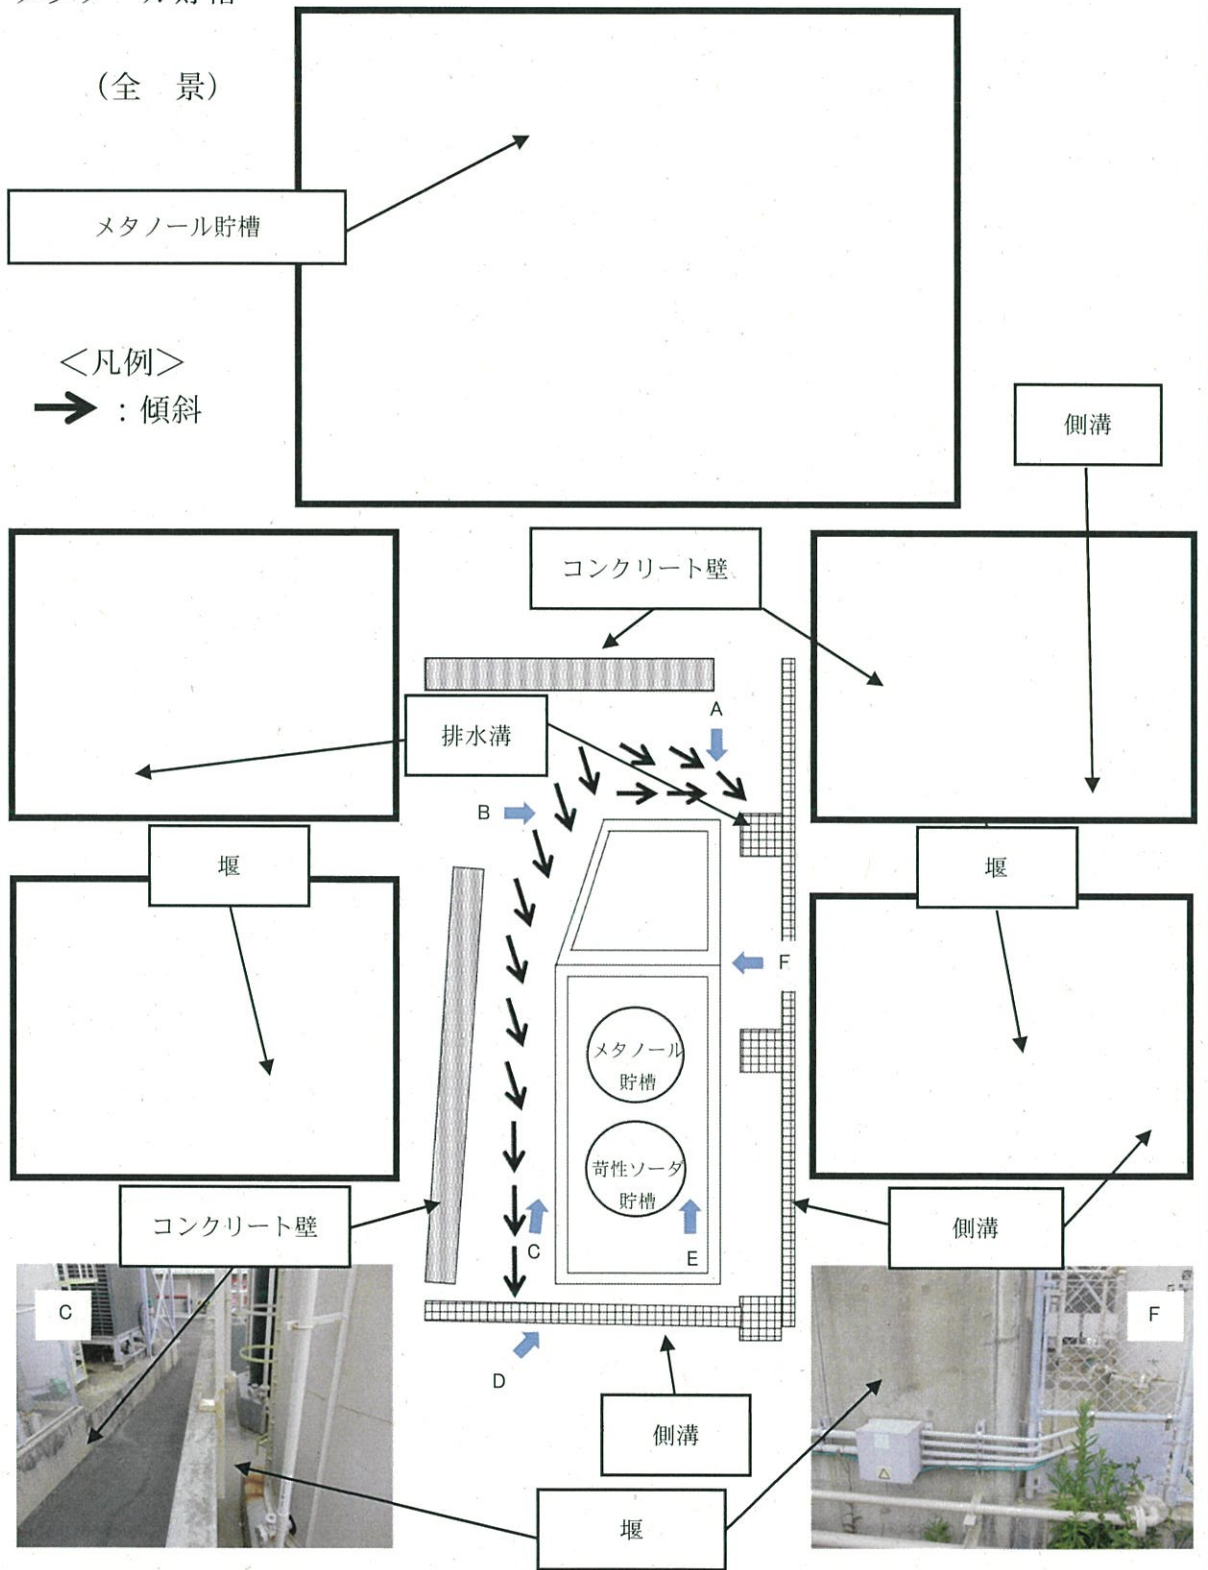 (全 景)
メタノール貯槽
＜凡例＞
：傾斜
側溝
コンクリート壁
A
排水溝
B
堰
堰
F
メタノール
貯槽
苛性ソーダ
貯槽
コンクリート壁
側溝
C
E
C
F
D
側溝
堰